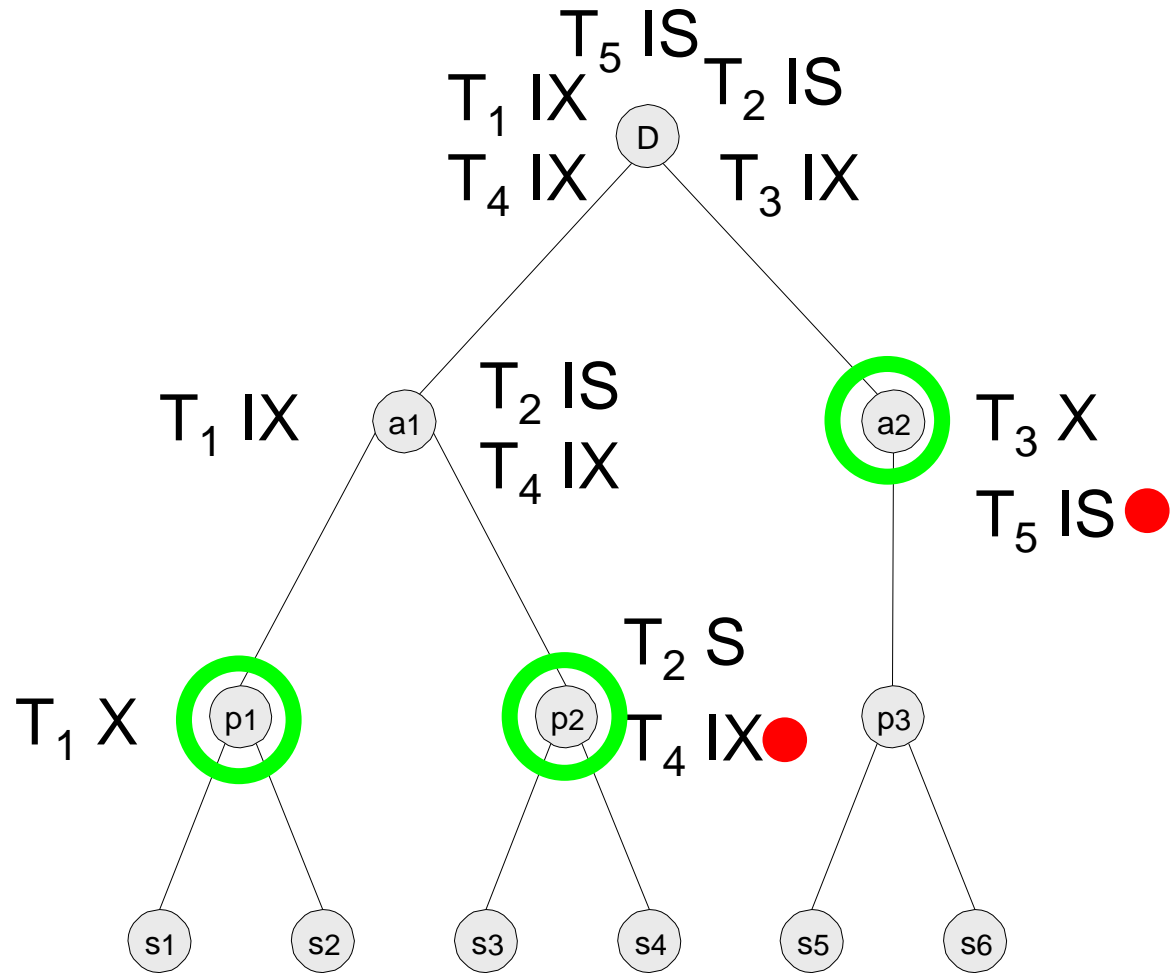 T₅ IS
T₁ IX
T₂ IS
D
T₄ IX
T₃ IX
T₁ IX
a1
T₂ IS
T₄ IX
a2
T₃ X
T₅ IS
T₁ X
p1
p2
T₂ S
T₄ IX
p3
s1 s2 s3 s4 s5 s6